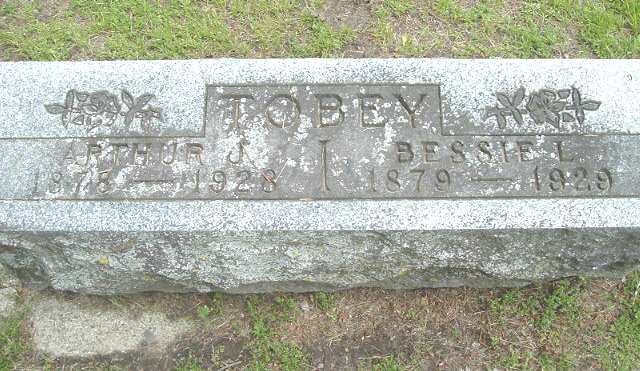 TOBEY
ARTHUR J. BESSIE L.
1878 — 1928 1879 — 1929